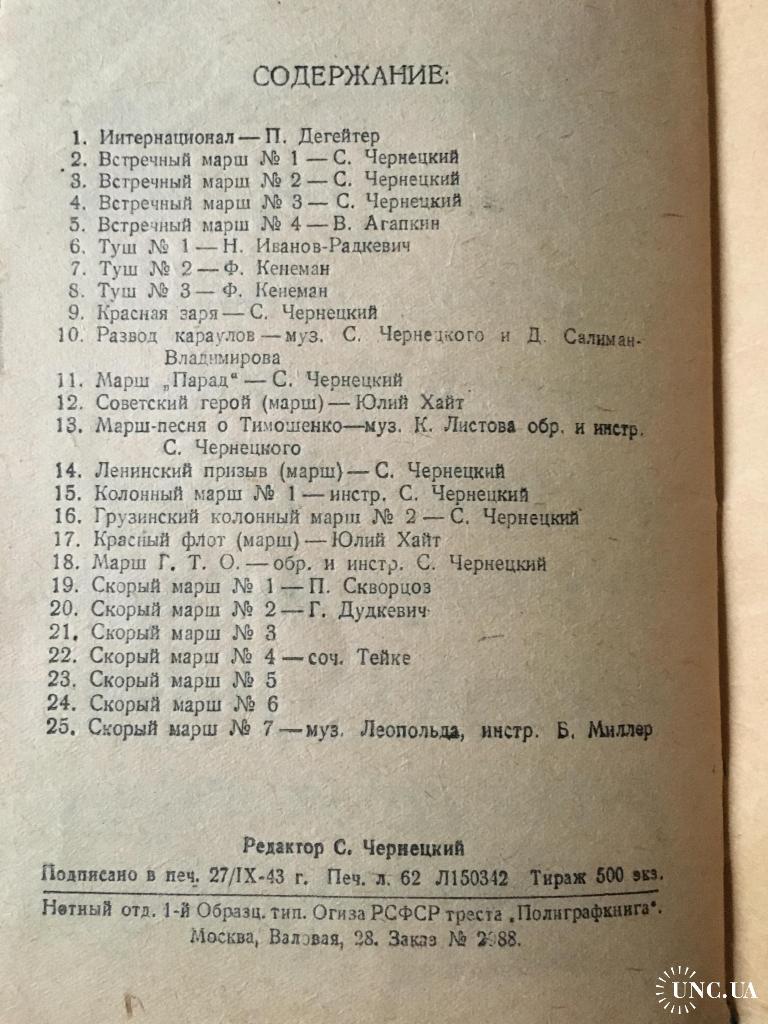 СОДЕРЖАНИЕ:
1. Интернационал — П. Дегейтер
2. Встречный марш № 1 — С. Чернецкий
3. Встречный марш № 2 — С. Чернецкий
4. Встречный марш № 3 — С. Чернецкий
5. Встречный марш № 4 — В. Агапкин
6. Туш № 1 — Н. Иванов-Радкевич
7. Туш № 2 — Ф. Кенеман
8. Туш № 3 — Ф. Кенеман
9. Красная заря — С. Чернецкий
10. Развод караулов — муз. С. Чернецкого и Д. Салиман-
Владимирова
11. Марш „Парад“ — С. Чернецкий
12. Советский герой (марш) — Юлий Хайт
13. Марш-песня о Тимошенко—муз. К. Листова обр. и инстр.
С. Чернецкого
14. Ленинский призыв (марш) — С. Чернецкий
15. Колонный марш № 1 — инстр. С. Чернецкий
16. Грузинский колонный марш № 2 — С. Чернецкий
17. Красный флот (марш) — Юлий Хайт
18. Марш Г. Т. О. — обр. и инстр. С. Чернецкий
19. Скорый марш № 1 — П. Скворцоз
20. Скорый марш № 2 — Г. Дудкевич
21. Скорый марш № 3
22. Скорый марш № 4 — соч. Тейке
23. Скорый марш № 5
24. Скорый марш № 6
25. Скорый марш № 7 — муз. Леопольда, инстр. Б. Миллер
Редактор С. Чернецкий
Подписано в печ. 27/IX-43 г. Печ. л. 62 Л150342 Тираж 500 экз.
Нотный отд. 1-й Образц. тип. Огиза РСФСР треста „Полиграфкнига“.
Москва, Валовая, 28. Заказ №
UNC.UA